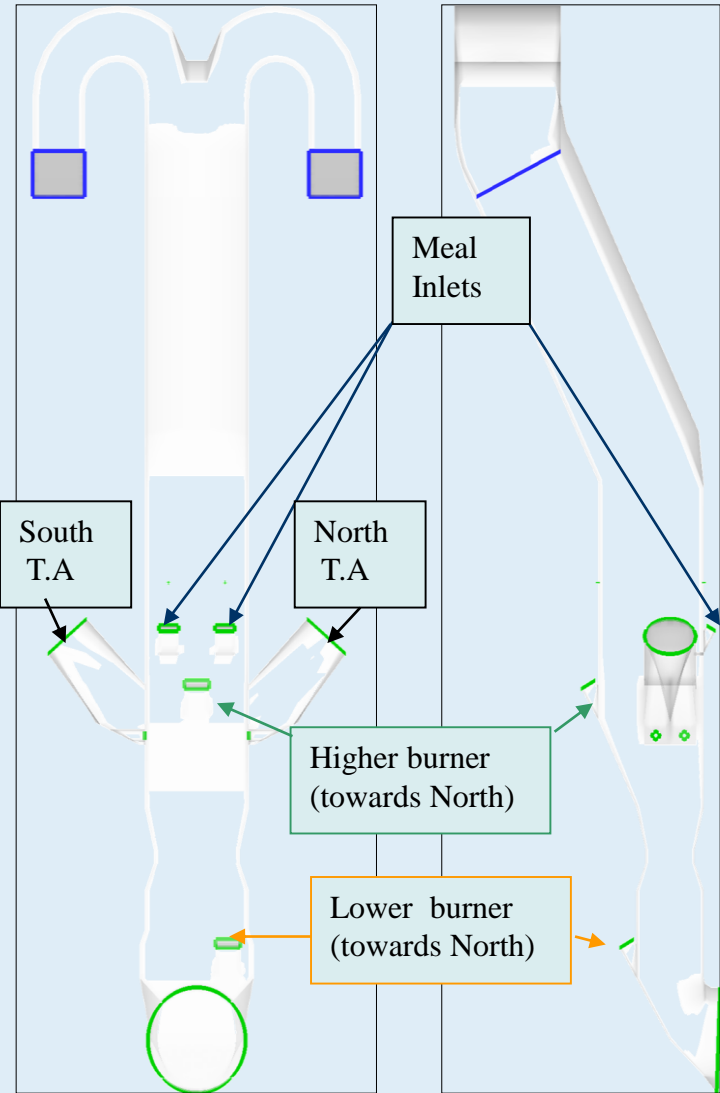 Meal
Inlets
South
T.A
North
T.A
Higher burner
(towards North)
Lower burner
(towards North)